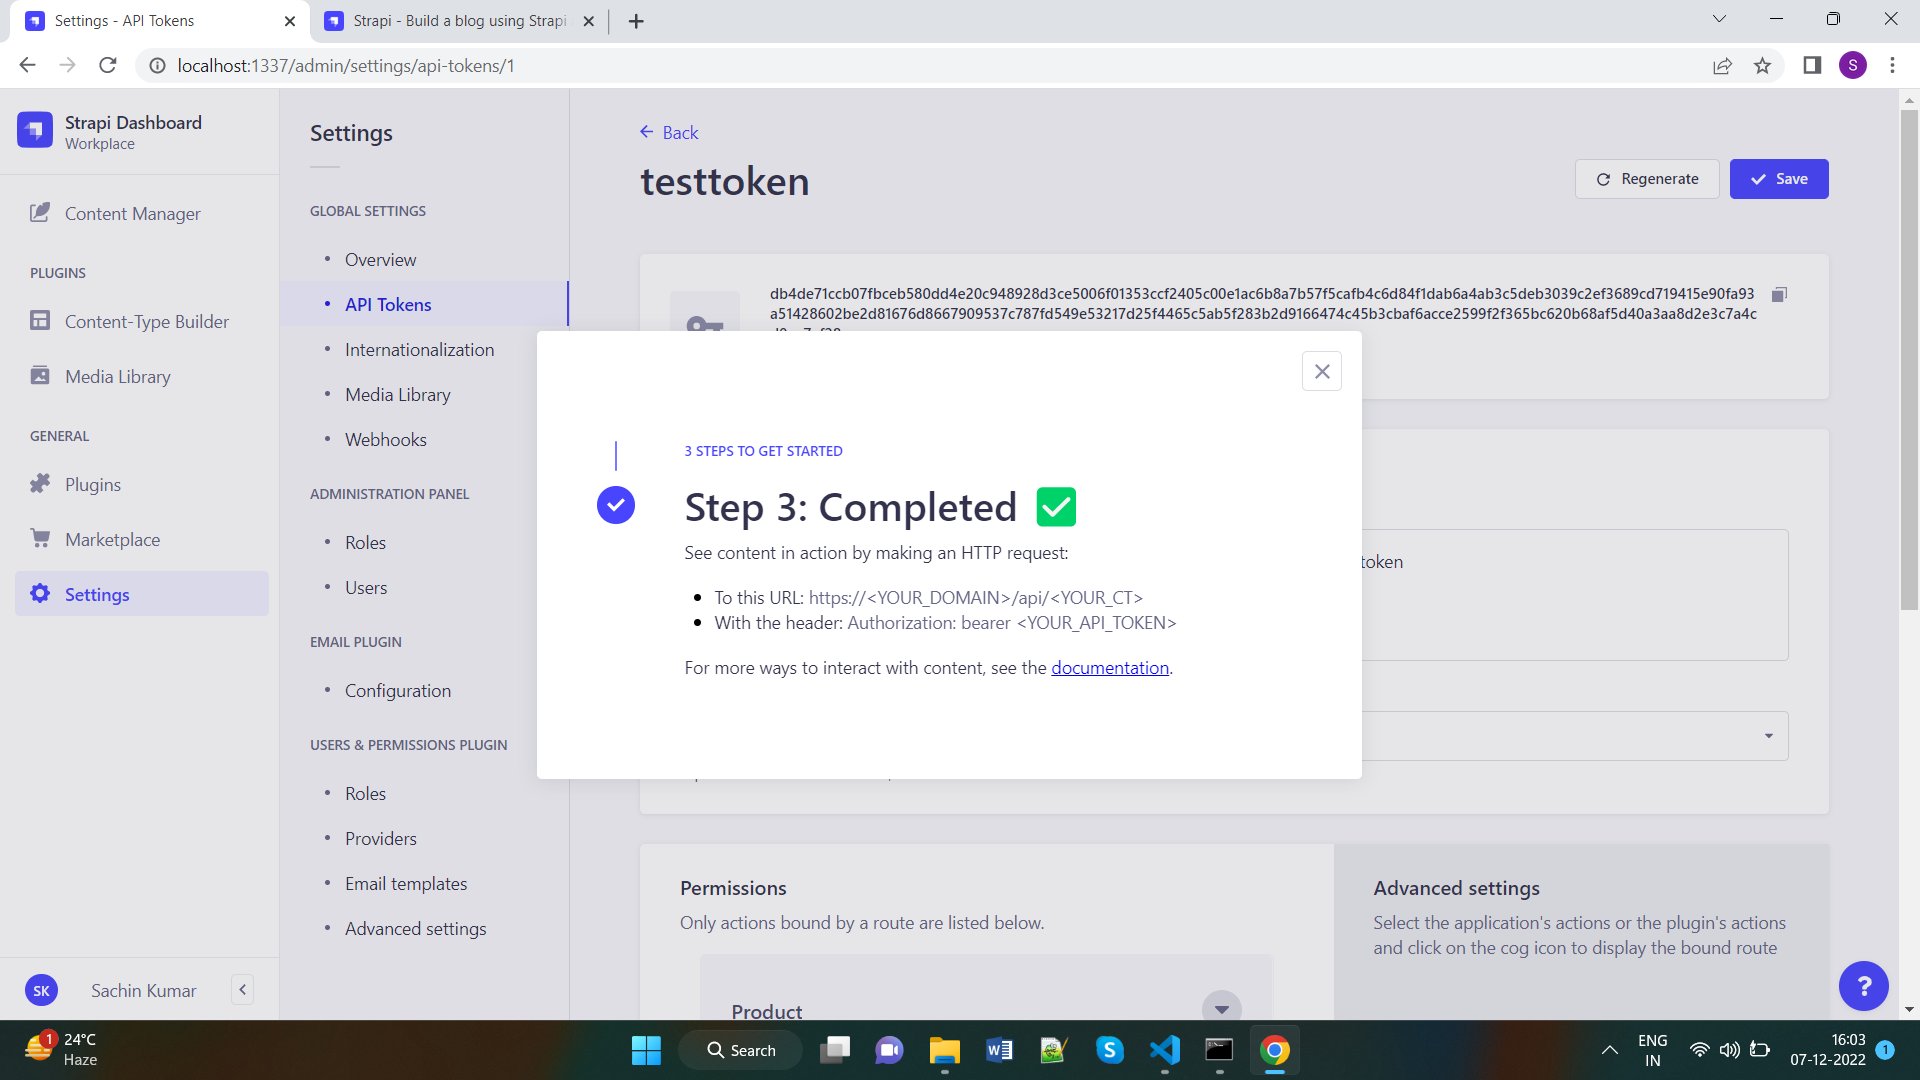 Settings - API Tokens
Strapi - Build a blog using Strapi
localhost:1337/admin/settings/api-tokens/1
S
Strapi Dashboard
Workplace
Content Manager
PLUGINS
Content-Type Builder
Media Library
GENERAL
Plugins
Marketplace
Settings
SK
Sachin Kumar
Settings
GLOBAL SETTINGS
Overview
API Tokens
Internationalization
Media Library
Webhooks
ADMINISTRATION PANEL
Roles
Users
EMAIL PLUGIN
Configuration
USERS & PERMISSIONS PLUGIN
Roles
Providers
Email templates
Advanced settings
Back
testtoken
Regenerate
Save
db4de71ccb07fbceb580dd4e20c948928d3ce5006f01353ccf2405c00e1ac6b8a7b57f5cafb4c6d84f1dab6a4ab3c5deb3039c2ef3689cd719415e90fa93
a51428602be2d81676d8667909537c787fd549e53217d25f4465c5ab5f283b2d9166474c45b3cbaf6acce2599f2f365bc620b68af5d40a3aa8d2e3c7a4c
3 STEPS TO GET STARTED
Step 3: Completed
See content in action by making an HTTP request:
To this URL: https://<YOUR_DOMAIN>/api/<YOUR_CT>
With the header: Authorization: bearer <YOUR_API_TOKEN>
For more ways to interact with content, see the documentation.
token
Permissions
Only actions bound by a route are listed below.
Product
Advanced settings
Select the application's actions or the plugin's actions
and click on the cog icon to display the bound route
?
1
24°C
Haze
Search
ENG
IN
16:03
07-12-2022
1